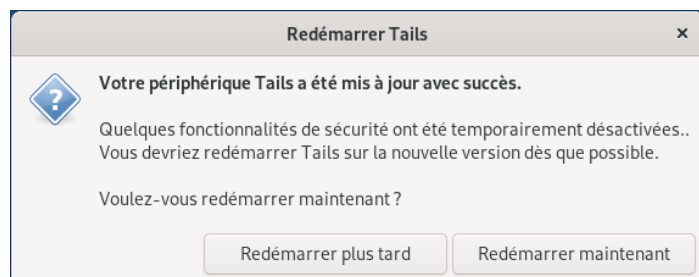 Redémarrer Tails
Votre périphérique Tails a été mis à jour avec succès.
Quelques fonctionnalités de sécurité ont été temporairement désactivées..
Vous devriez redémarrer Tails sur la nouvelle version dès que possible.
Voulez-vous redémarrer maintenant ?
Redémarrer plus tard
Redémarrer maintenant